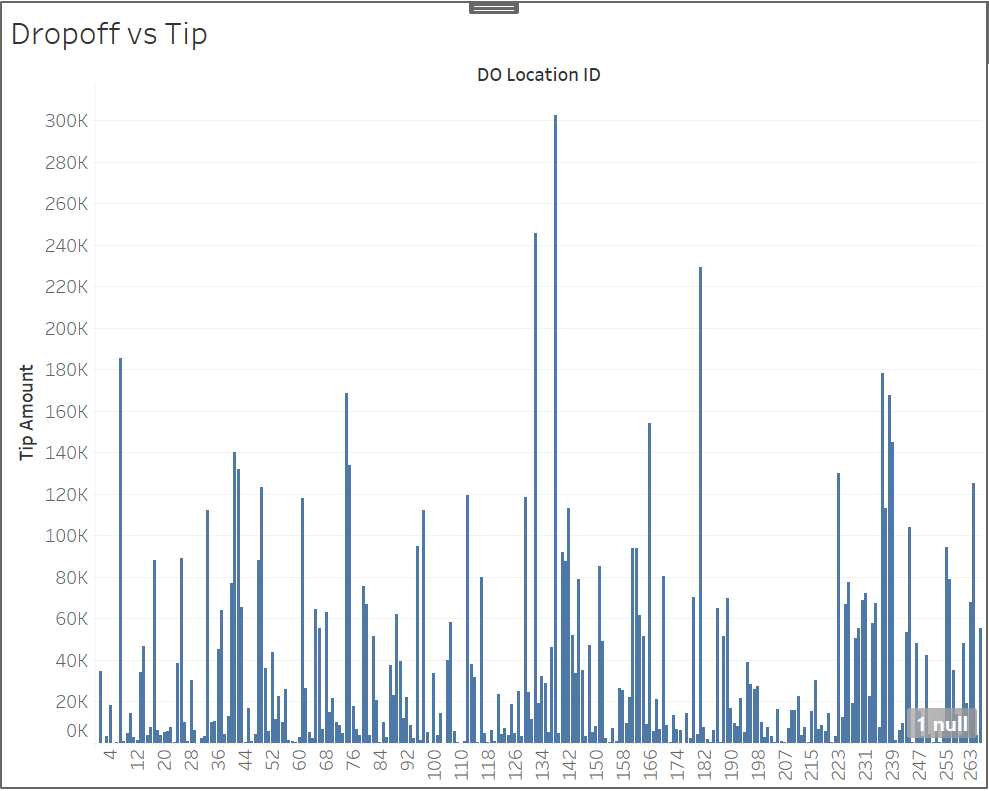 Dropoff vs Tip
DO Location ID
Tip Amount
300K
280K
260K
240K
220K
200K
180K
160K
140K
120K
100K
80K
60K
40K
20K
0K
1 null
4 12 20 28 36 44 52 60 68 76 84 92 100 110 118 126 134 142 150 158 166 174 182 190 198 207 215 223 231 239 247 255 263